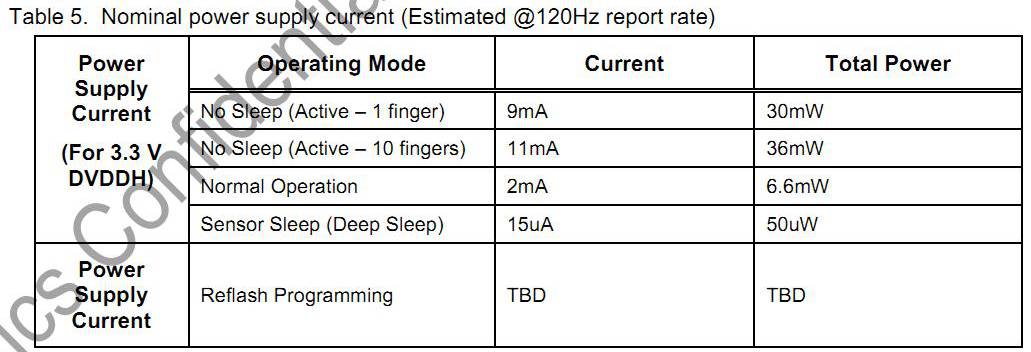 Table 5. Nominal power supply current (Estimated @120Hz report rate)
Power Supply Current (For 3.3 V DVDDH)
Operating Mode Current Total Power
No Sleep (Active – 1 finger) 9mA 30mW
No Sleep (Active – 10 fingers) 11mA 36mW
Normal Operation 2mA 6.6mW
Sensor Sleep (Deep Sleep) 15uA 50uW
Power Supply Current
Reflash Programming TBD TBD
ics Confidential